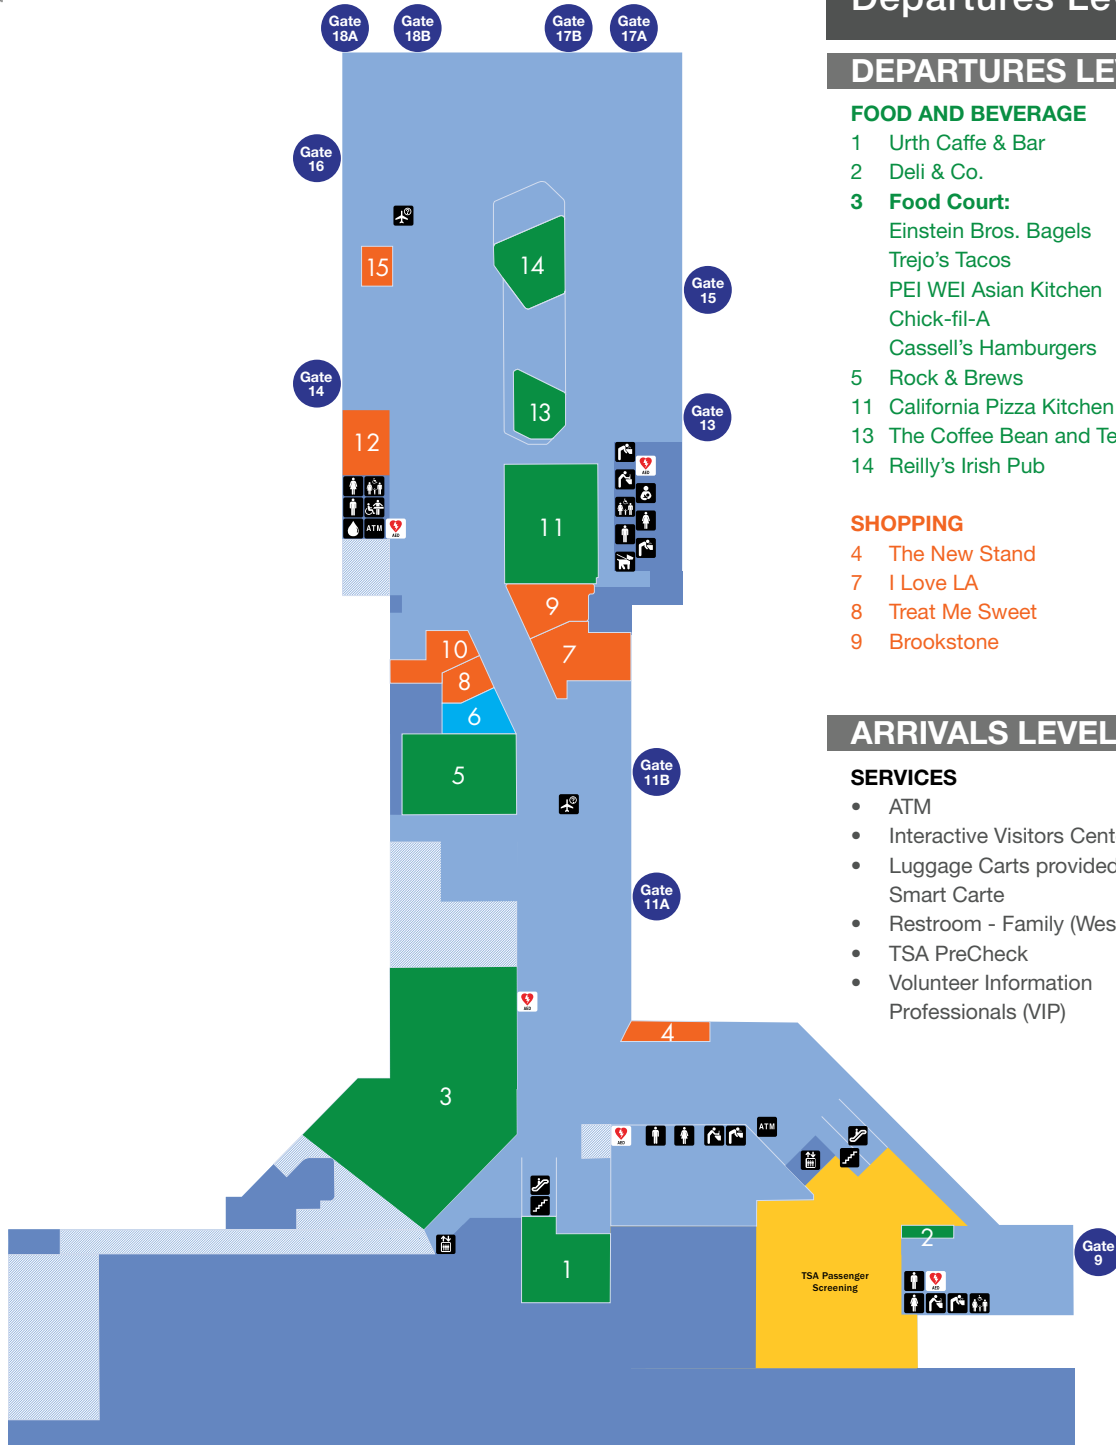 Gate
18A
Gate
18B
Gate
17B
Gate
17A
Gate
16
15
14
Gate
15
Gate
14
13
Gate
13
12
AED
ATM
AED
11
9
10
7
8
6
5
Gate
11B
Gate
11A
AED
4
3
AED
ATM
2
Gate
9
1
TSA Passenger
Screening
AED
Departures Le
DEPARTURES LE
FOOD AND BEVERAGE
1 Urth Caffe & Bar
2 Deli & Co.
3 Food Court:
Einstein Bros. Bagels
Trejo's Tacos
PEI WEI Asian Kitchen
Chick-fil-A
Cassell's Hamburgers
5 Rock & Brews
11 California Pizza Kitchen
13 The Coffee Bean and Te
14 Reilly's Irish Pub
SHOPPING
4 The New Stand
7 I Love LA
8 Treat Me Sweet
9 Brookstone
ARRIVALS LEVEL
SERVICES
• ATM
• Interactive Visitors Cent
• Luggage Carts provided
Smart Carte
• Restroom - Family (Wes
• TSA PreCheck
• Volunteer Information
Professionals (VIP)